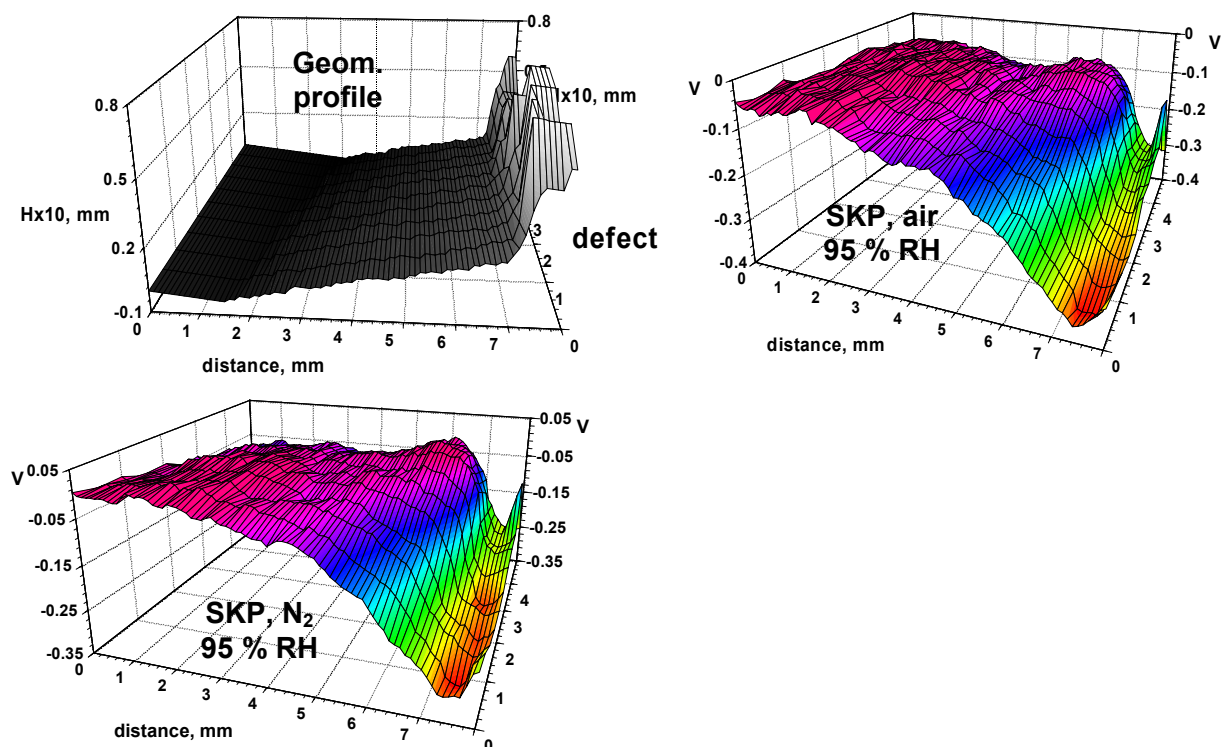 0.8
Geom.
profile
0.8
Ix10, mm
0.5
Hx10, mm
0.2
-0.1
3
2
1
0
defect
0 1 2 3 4 5 6 7
distance, mm
V
0
-0.1
-0.2
-0.3
-0.4
V
0
-0.1
-0.2
-0.3
-0.4
SKP, air
95 % RH
4
3
2
1
0
0 1 2 3 4 5 6 7
distance, mm
0.05
V
-0.05
-0.15
-0.25
-0.35
V 0.05
-0.05
-0.15
-0.25
-0.35
SKP, N₂
95 % RH
4
3
2
1
0
0 1 2 3 4 5 6 7
distance, mm